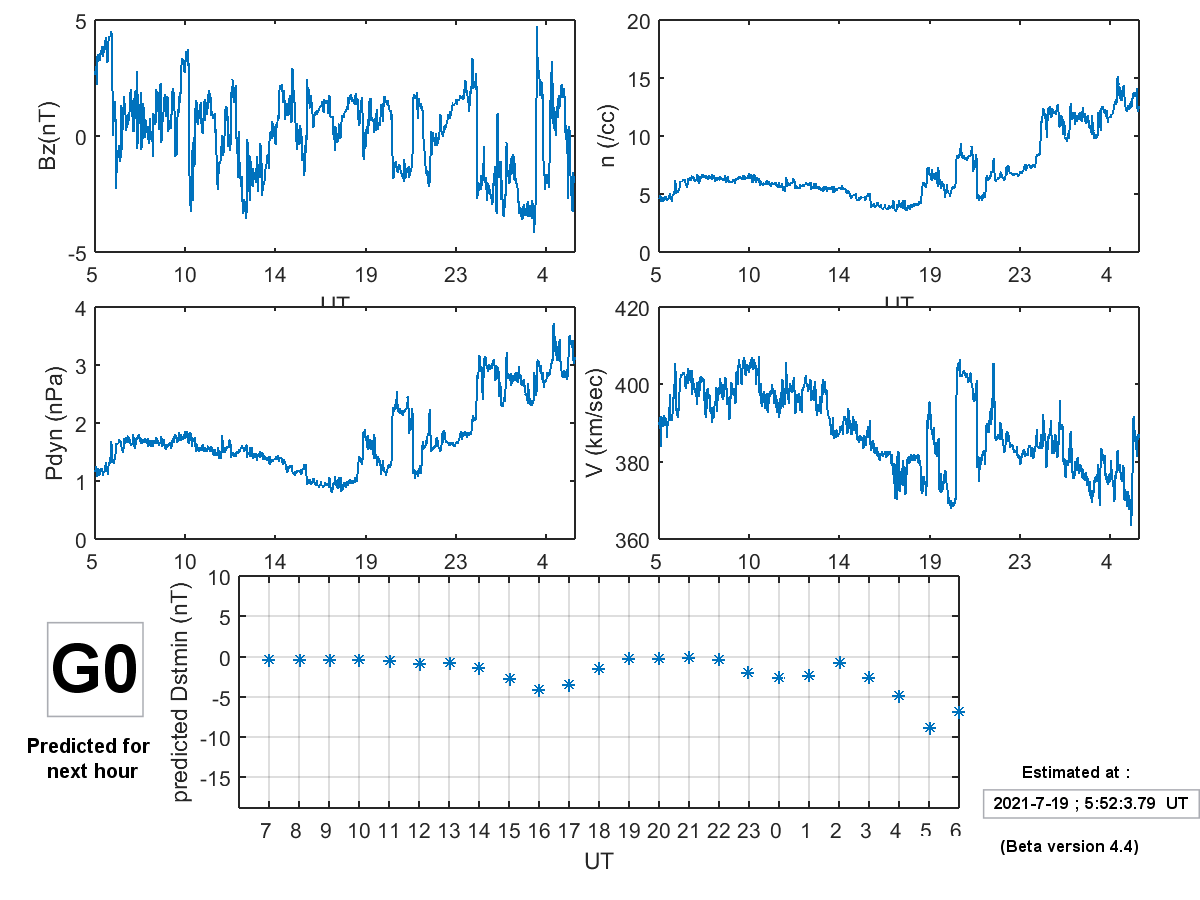 5
0
-5
Bz(nT)
5 10 14 19 23 4
UT
20
15
10
5
0
n (/cc)
5 10 14 19 23 4
UT
4
3
2
1
0
Pdyn (nPa)
5 10 14 19 23 4
420
400
380
360
V (km/sec)
5 10 14 19 23 4
G0
Predicted for
next hour
10
5
0
-5
-10
-15
predicted Dstmin (nT)
7 8 9 10 11 12 13 14 15 16 17 18 19 20 21 22 23 0 1 2 3 4 5 6
UT
Estimated at :
2021-7-19 ; 5:52:3.79 UT
(Beta version 4.4)